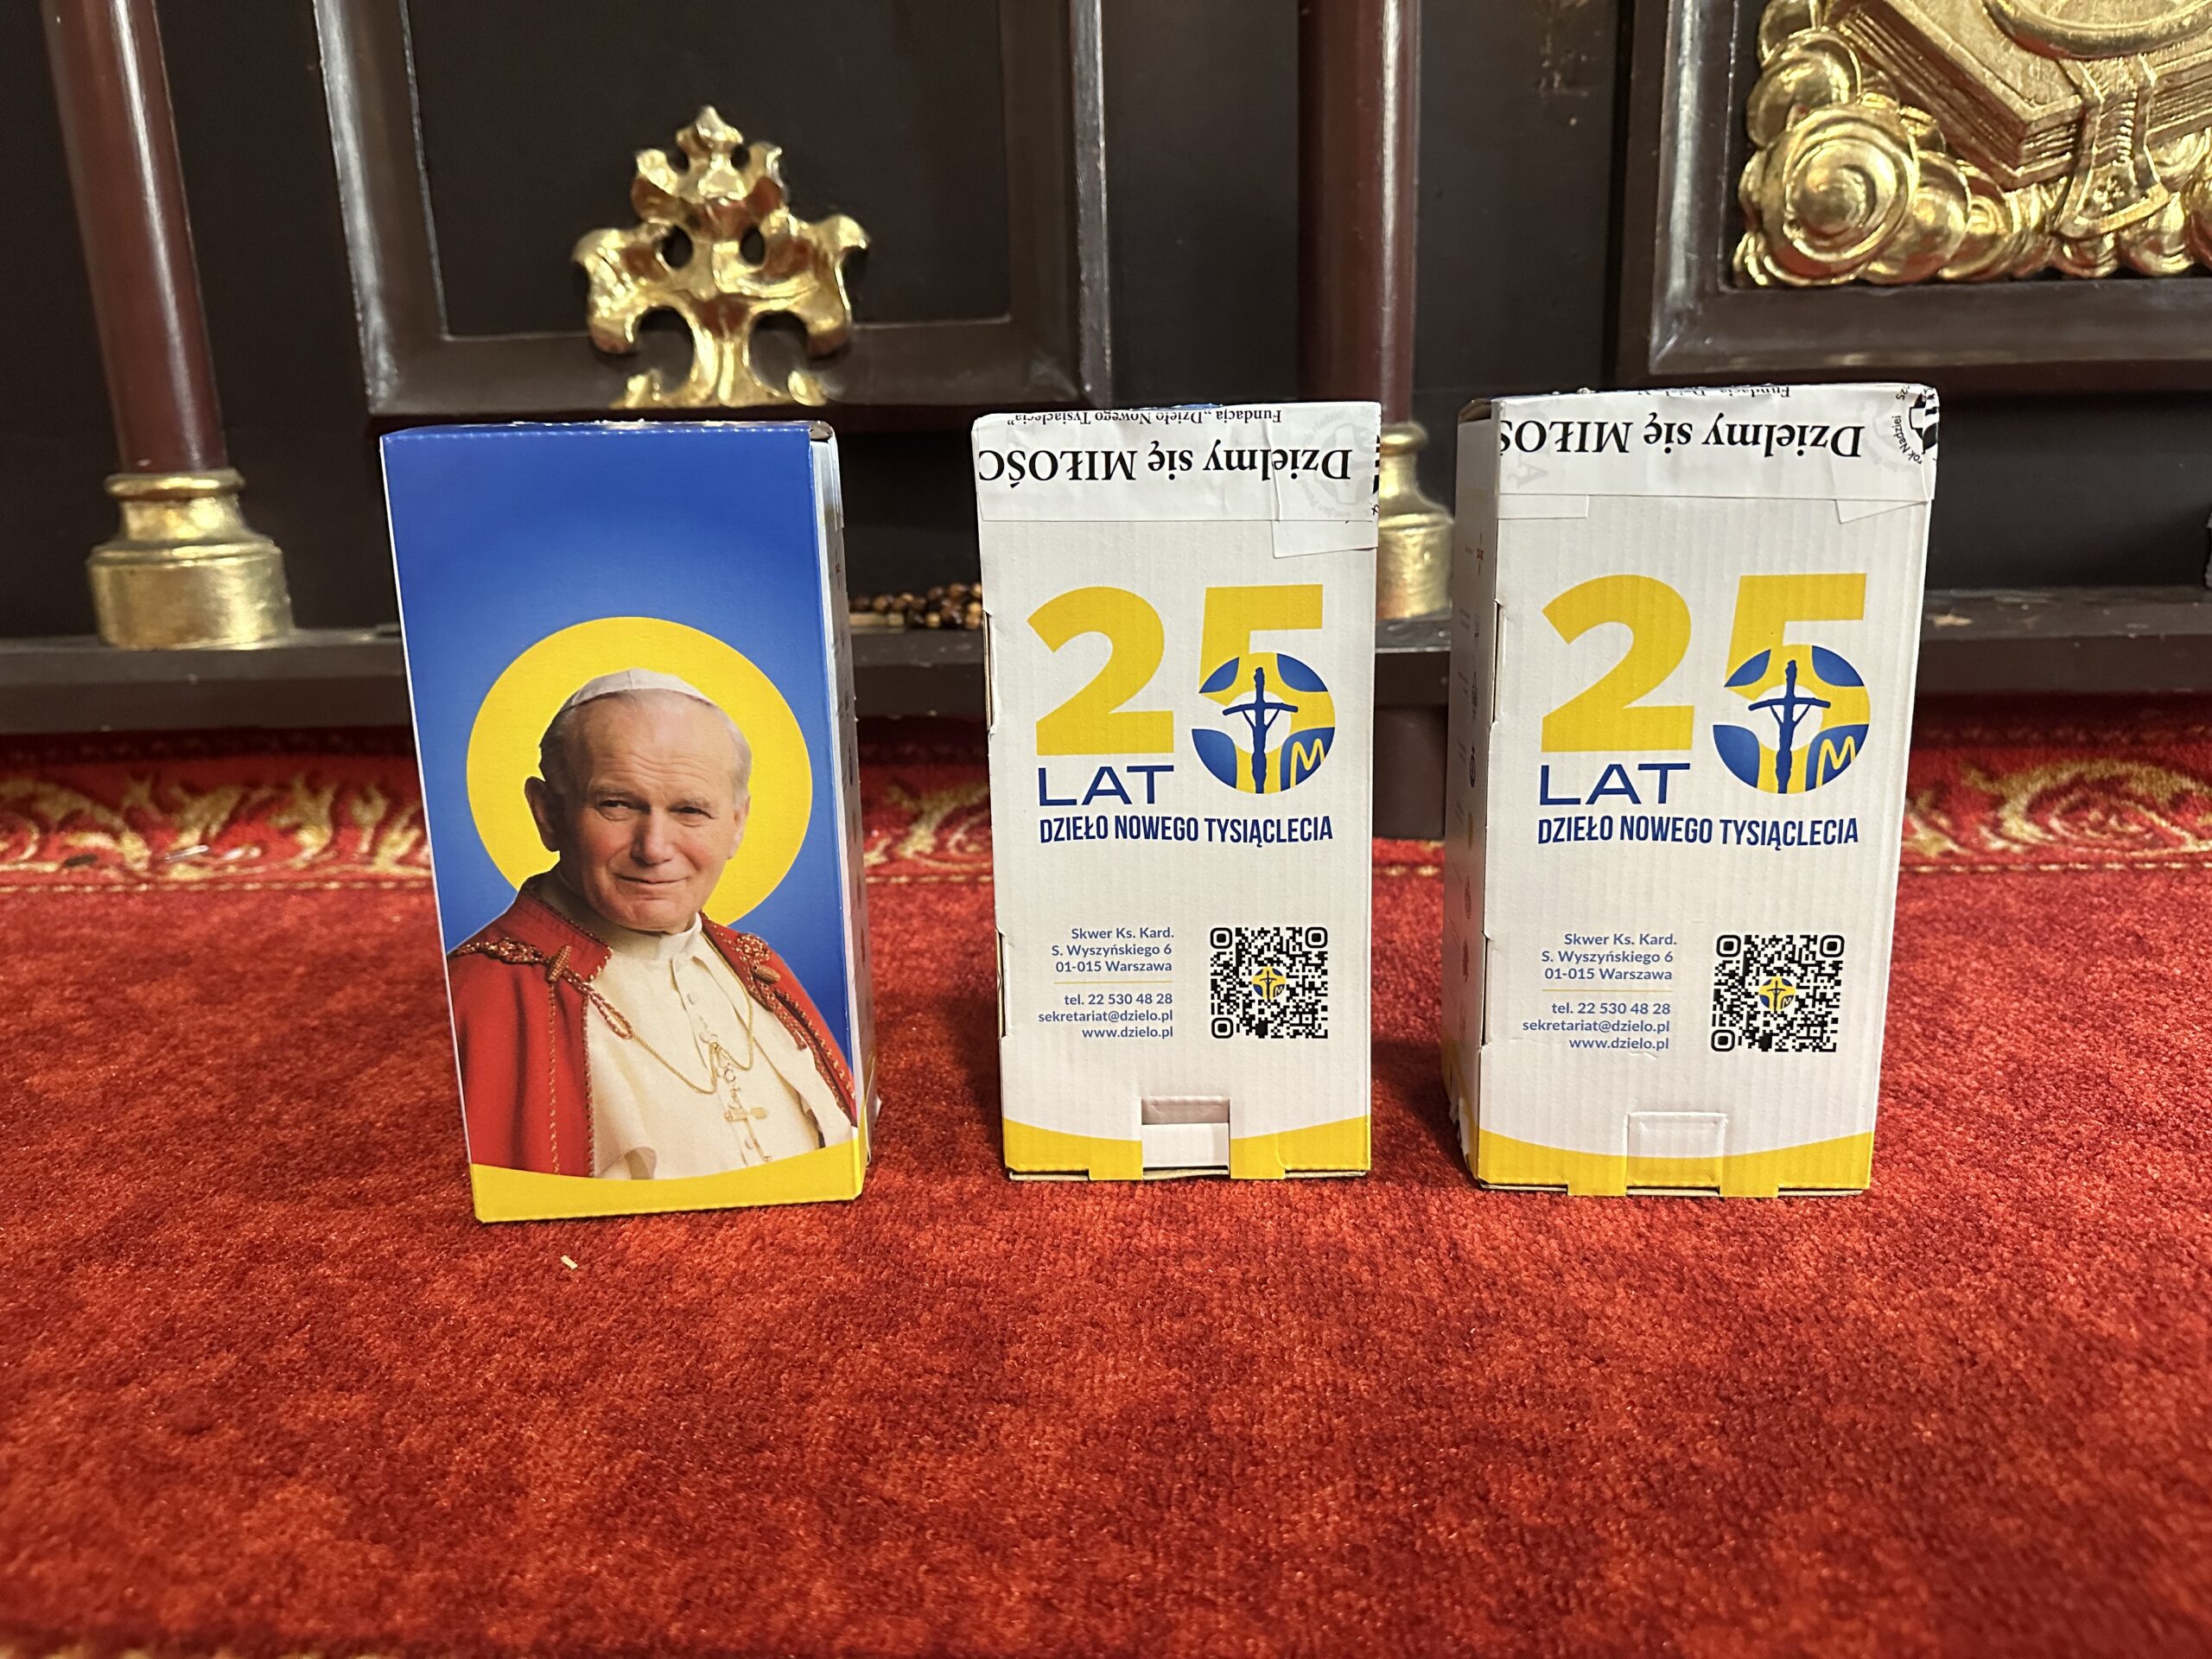 Fundacja „Dzieło Nowego Tysiąclecia”
Dzielmy się MIŁOŚC
25
LAT
M
DZIEŁO NOWEGO TYSIĄCLECIA
Skwer Ks. Kard.
S. Wyszyńskiego 6
01-015 Warszawa
tel. 22 530 48 28
sekretariat@dzielo.pl
www.dzielo.pl
Dzielmy się MIŁOŚ
rok Nadziei
25
LAT
M
DZIEŁO NOWEGO TYSIĄCLECIA
Skwer Ks. Kard.
S. Wyszyńskiego 6
01-015 Warszawa
tel. 22 530 48 28
sekretariat@dzielo.pl
www.dzielo.pl